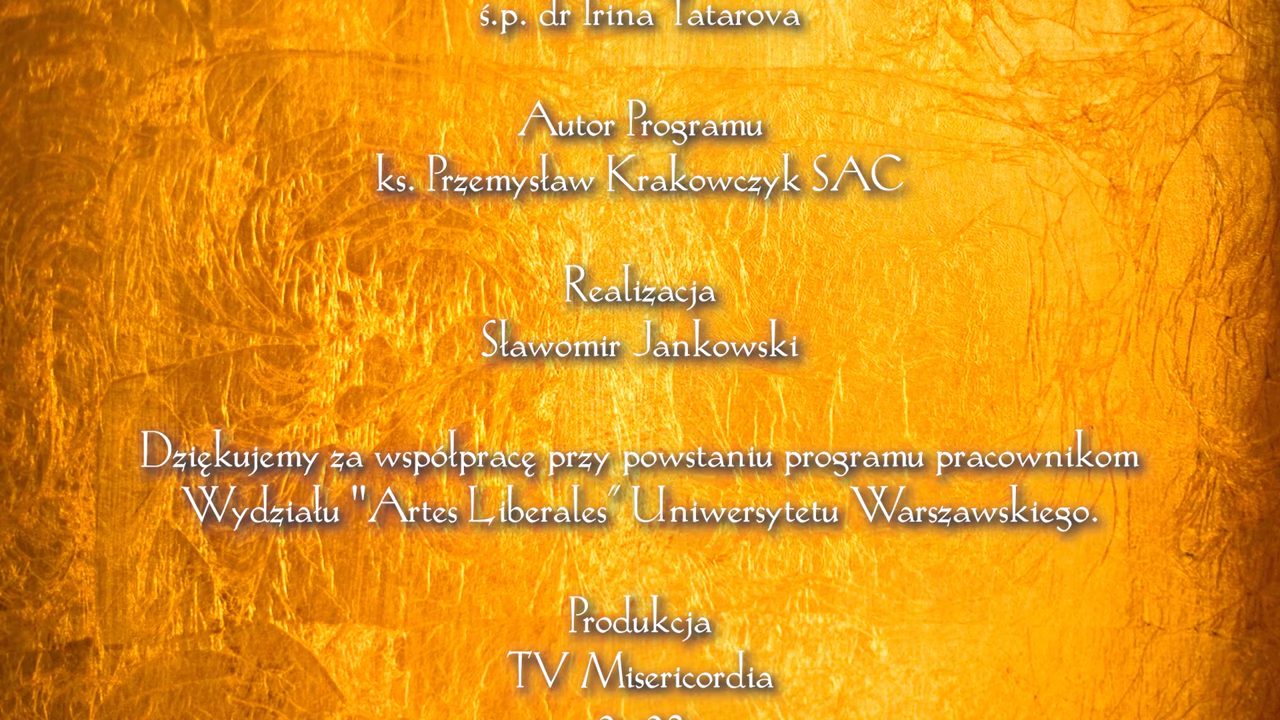 ś.p. dr Irina Tatarova
Autor Programu
ks. Przemysław Krakowczyk SAC
Realizacja
Sławomir Jankowski
Dziękujemy za współpracę przy powstaniu programu pracownikom
Wydziału "Artes Liberales” Uniwersytetu Warszawskiego.
Produkcja
TV Misericordia